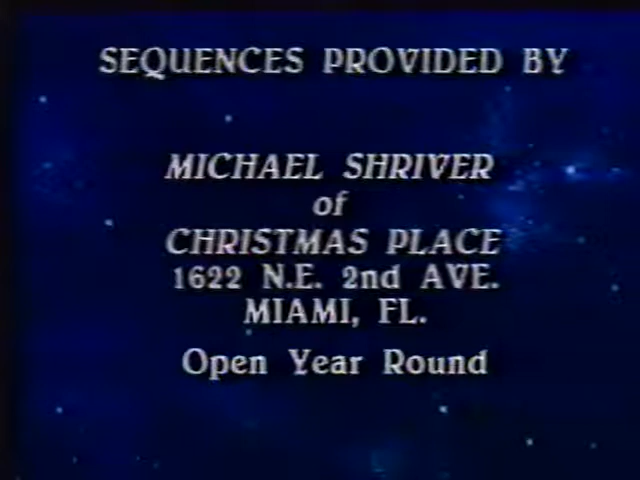 SEQUENCES PROVIDED BY
MICHAEL SHRIVER
of
CHRISTMAS PLACE
1622 N.E. 2nd AVE.
MIAMI, FL.
Open Year Round